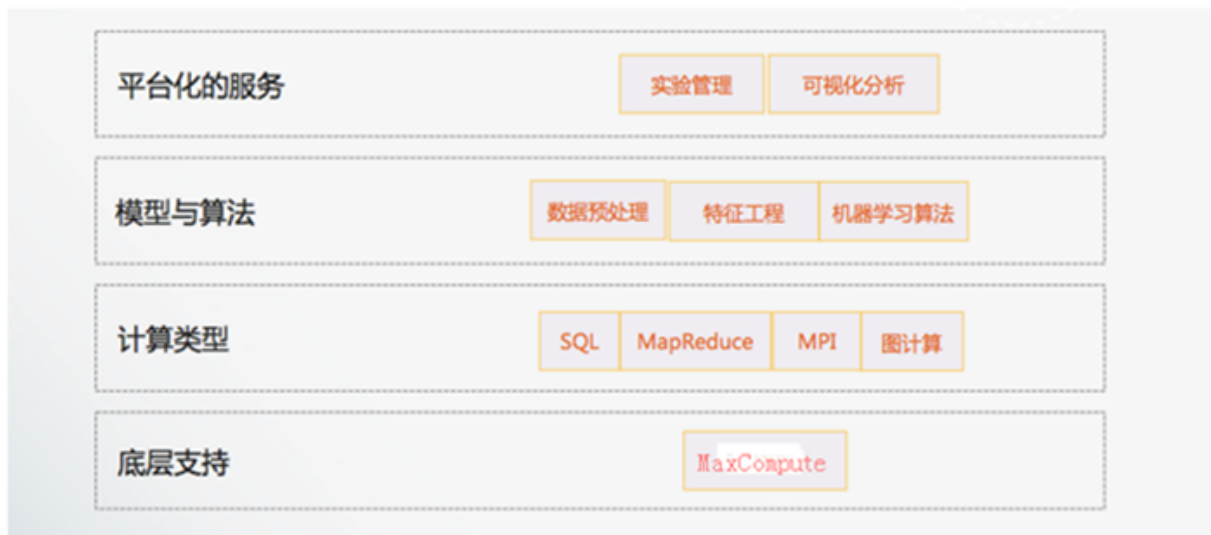 平台化的服务 实验管理 可视化分析
模型与算法 数据预处理 特征工程 机器学习算法
计算类型 SQL MapReduce MPI 图计算
底层支持 MaxCompute